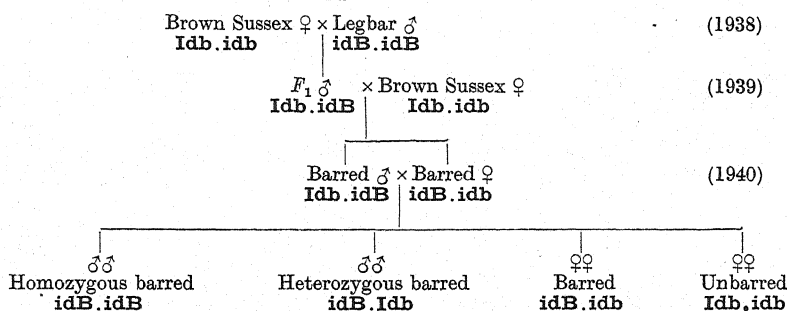 Brown Sussex ♀ × Legbar ♂ (1938)
Idb.idb idB.idB
F₁ ♂ × Brown Sussex ♀ (1939)
Idb.idB Idb.idb
Barred ♂ × Barred ♀ (1940)
Idb.idB idB.idb
♂♂ ♂♂ ♀♀ ♀♀
Homozygous barred Heterozygous barred Barred Unbarred
idB.idB idB.Idb idB.idb Idb.idb